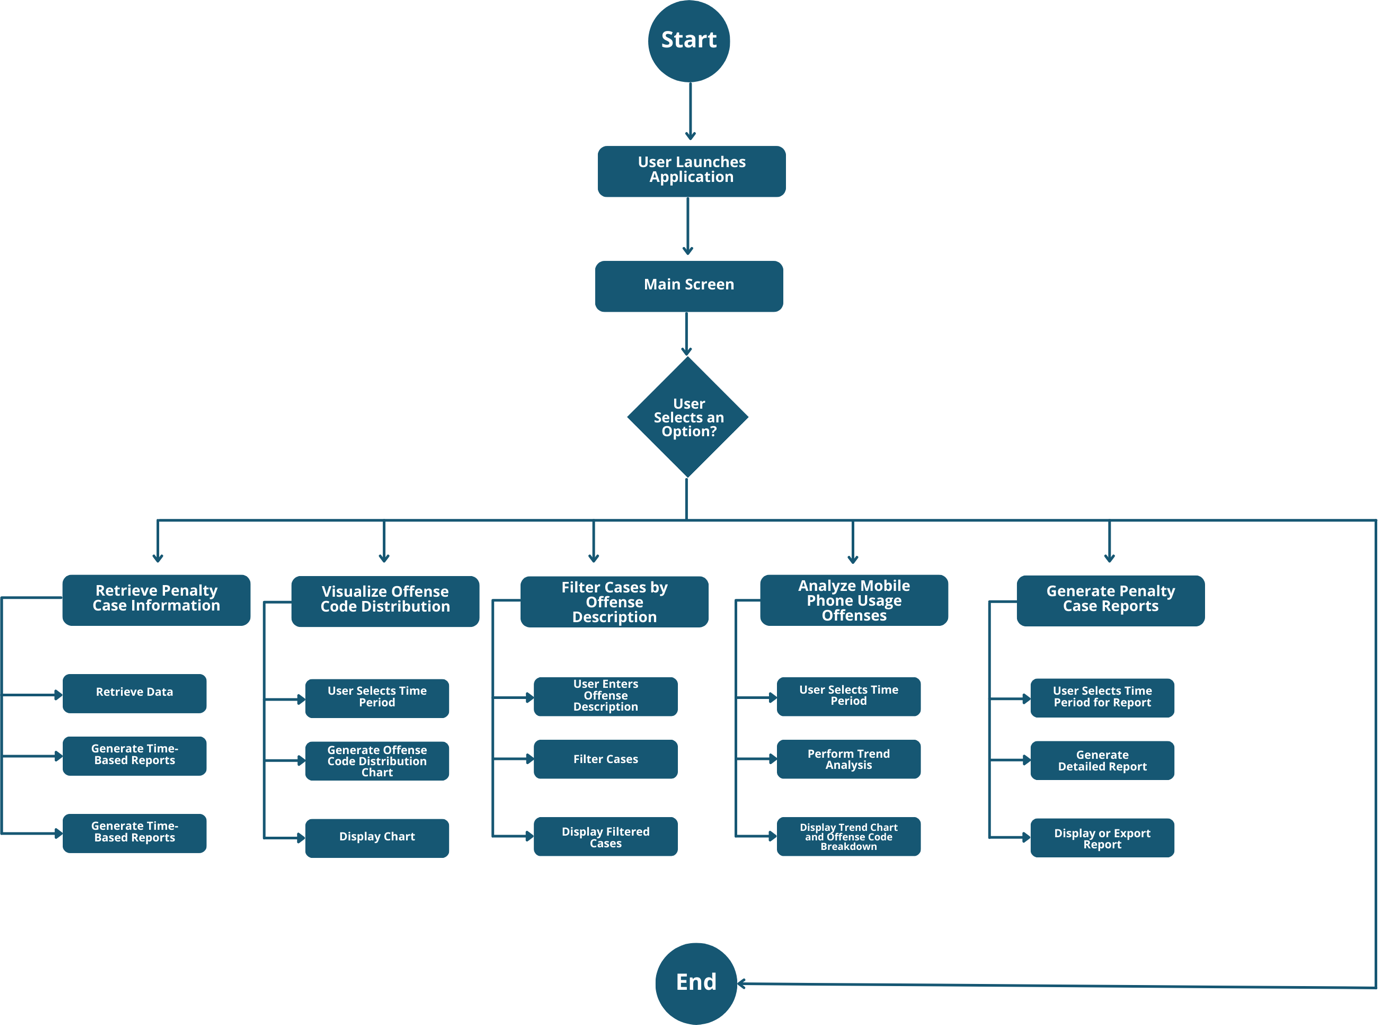 Start
User Launches
Application
Main Screen
User
Selects an
Option?
Retrieve Penalty
Case Information
Retrieve Data
Generate Time-
Based Reports
Generate Time-
Based Reports
Visualize Offense
Code Distribution
User Selects Time
Period
Generate Offense
Code Distribution
Chart
Display Chart
Filter Cases by
Offense
Description
User Enters
Offense
Description
Filter Cases
Display Filtered
Cases
Analyze Mobile
Phone Usage
Offenses
User Selects Time
Period
Perform Trend
Analysis
Display Trend Chart
and Offense Code
Breakdown
Generate Penalty
Case Reports
User Selects Time
Period for Report
Generate
Detailed Report
Display or Export
Report
End